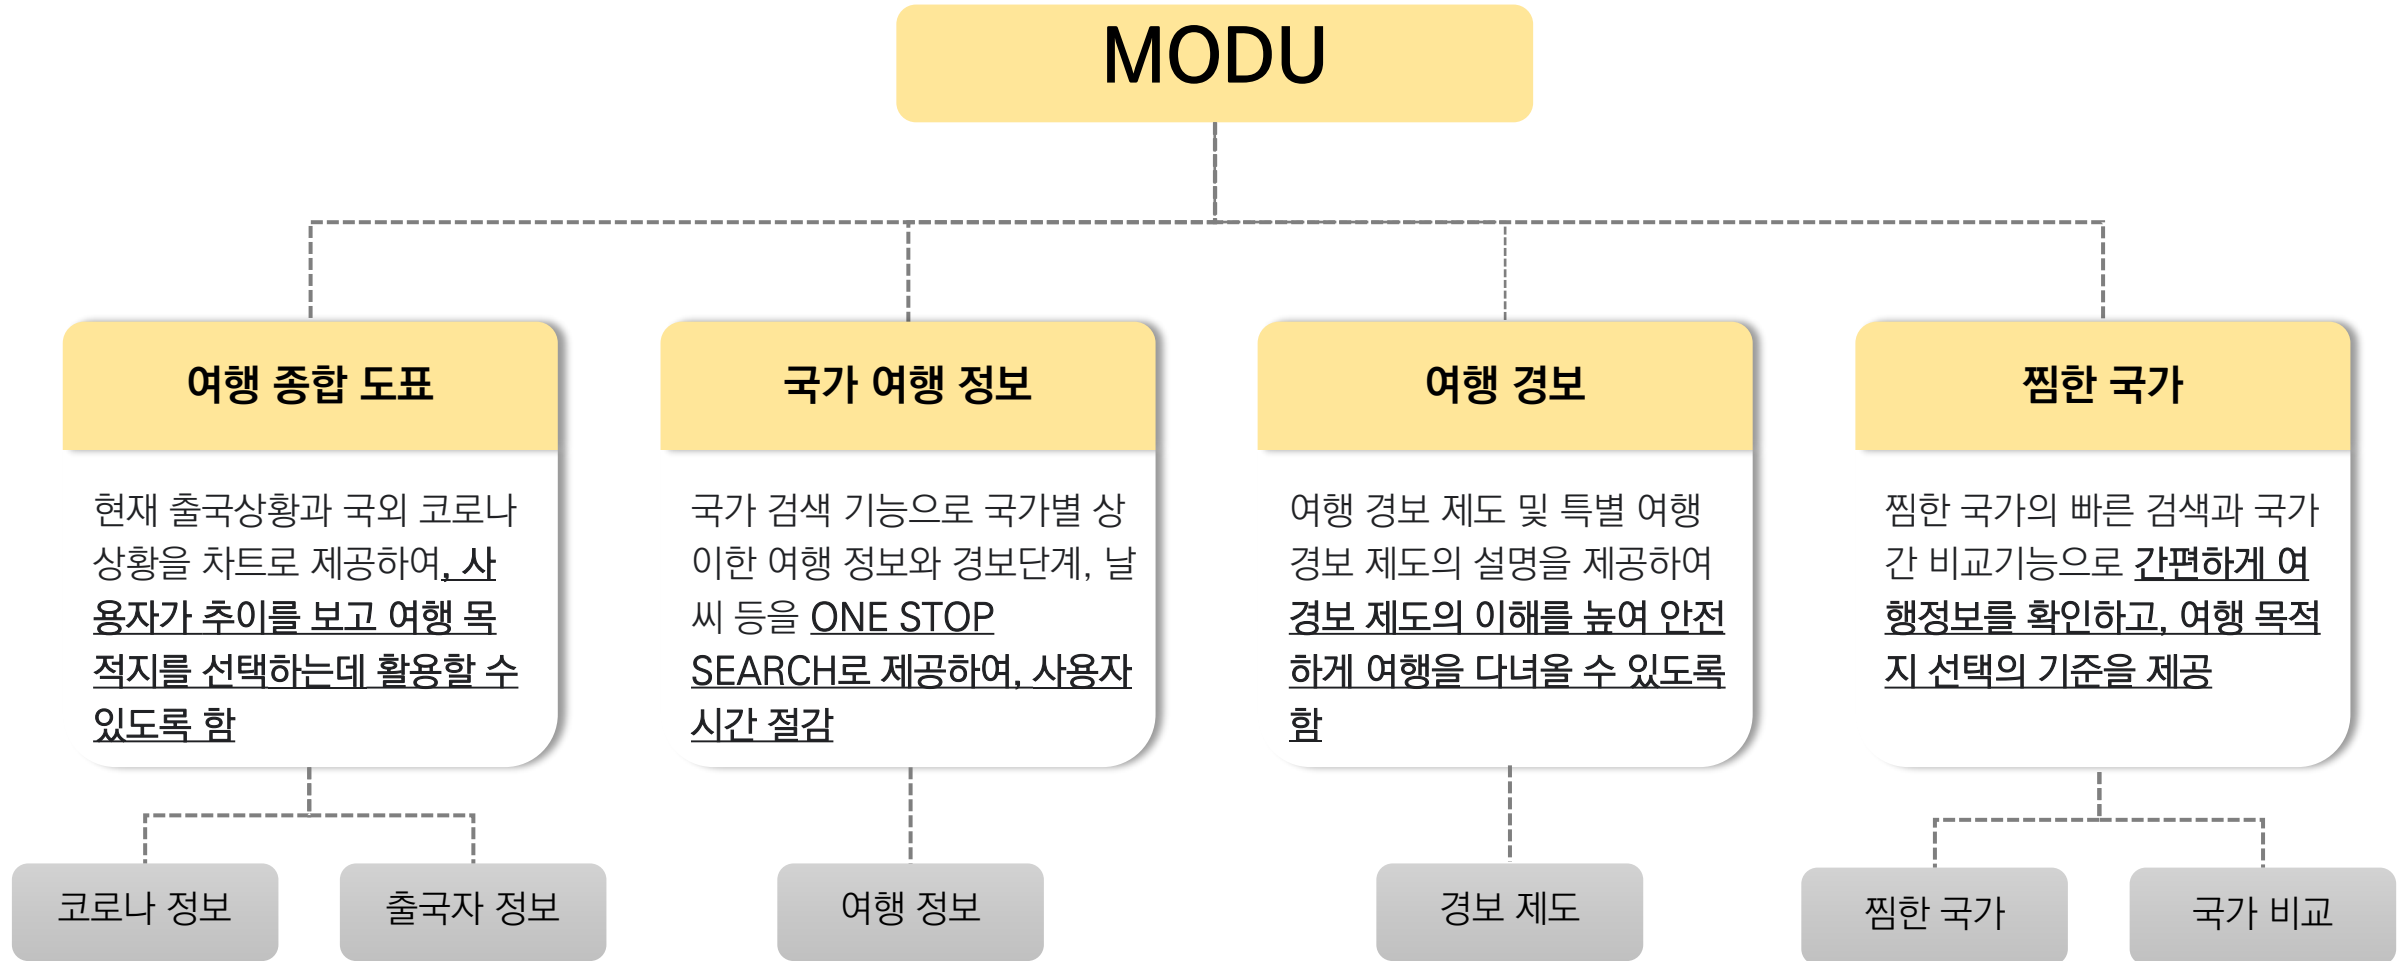 MODU
여행 종합 도표
현재 출국상황과 국외 코로나
상황을 차트로 제공하여, 사
용자가 추이를 보고 여행 목
적지를 선택하는데 활용할 수
있도록 함
국가 여행 정보
국가 검색 기능으로 국가별 상
이한 여행 정보와 경보단계, 날
씨 등을 ONE STOP
SEARCH로 제공하여, 사용자
시간 절감
여행 경보
여행 경보 제도 및 특별 여행
경보 제도의 설명을 제공하여
경보 제도의 이해를 높여 안전
하게 여행을 다녀올 수 있도록
함
찜한 국가
찜한 국가의 빠른 검색과 국가
간 비교기능으로 간편하게 여
행정보를 확인하고, 여행 목적
지 선택의 기준을 제공
코로나 정보
출국자 정보
여행 정보
경보 제도
찜한 국가
국가 비교